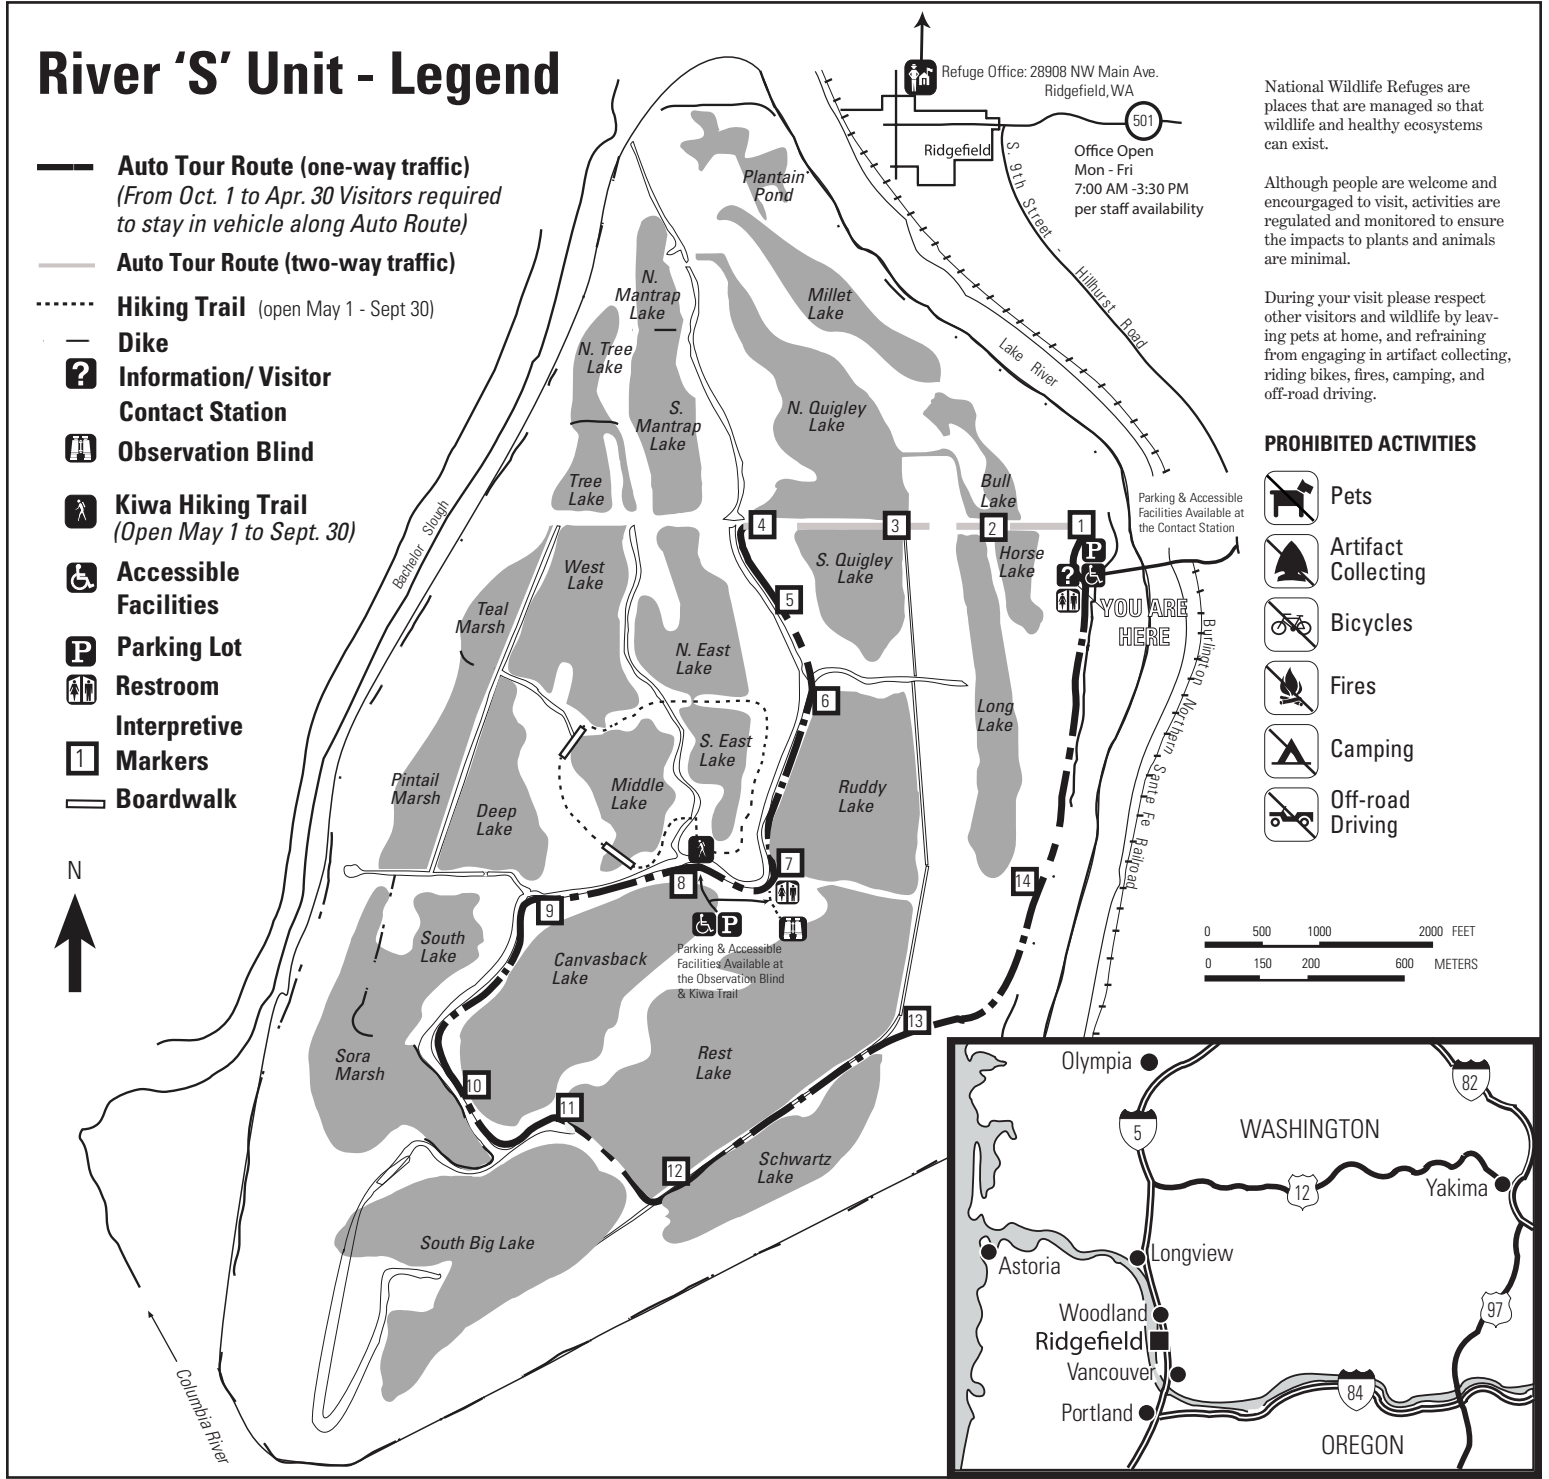 River ‘S’ Unit - Legend
Auto Tour Route (one-way traffic)
(From Oct. 1 to Apr. 30 Visitors required
to stay in vehicle along Auto Route)
Auto Tour Route (two-way traffic)
Hiking Trail (open May 1 - Sept 30)
Dike
?
Information/ Visitor
Contact Station
Observation Blind
Kiwa Hiking Trail
(Open May 1 to Sept. 30)
Accessible
Facilities
P
Parking Lot
Restroom
Interpretive
1
Markers
Boardwalk
N
Refuge Office: 28908 NW Main Ave.
Ridgefield, WA
501
Ridgefield
Office Open
Mon - Fri
7:00 AM -3:30 PM
per staff availability
S. 9th Street - Hillhurst Road
Lake River
Bachelor Slough
Columbia River
Burlington Northern Sante Fe Railroad
Plantain
Pond
N.
Mantrap
Lake
Millet
Lake
N. Tree
Lake
S.
Mantrap
Lake
N. Quigley
Lake
Tree
Lake
Bull
Lake
Parking & Accessible
Facilities Available at
the Contact Station
4
3
2
1
P
?
YOU ARE
HERE
West
Lake
S. Quigley
Lake
Horse
Lake
5
Teal
Marsh
N. East
Lake
6
Long
Lake
S. East
Lake
Pintail
Marsh
Deep
Lake
Middle
Lake
Ruddy
Lake
7
8
14
9
P
South
Lake
Canvasback
Lake
Parking & Accessible
Facilities Available at
the Observation Blind
& Kiwa Trail
13
Sora
Marsh
Rest
Lake
10
11
12
Schwartz
Lake
South Big Lake
National Wildlife Refuges are
places that are managed so that
wildlife and healthy ecosystems
can exist.
Although people are welcome and
encourgaged to visit, activities are
regulated and monitored to ensure
the impacts to plants and animals
are minimal.
During your visit please respect
other visitors and wildlife by leav-
ing pets at home, and refraining
from engaging in artifact collecting,
riding bikes, fires, camping, and
off-road driving.
PROHIBITED ACTIVITIES
Pets
Artifact
Collecting
Bicycles
Fires
Camping
Off-road
Driving
0 500 1000 2000 FEET
0 150 200 600 METERS
Olympia
82
5
WASHINGTON
12
Yakima
Astoria
Longview
Woodland
97
Ridgefield
Vancouver
84
Portland
OREGON